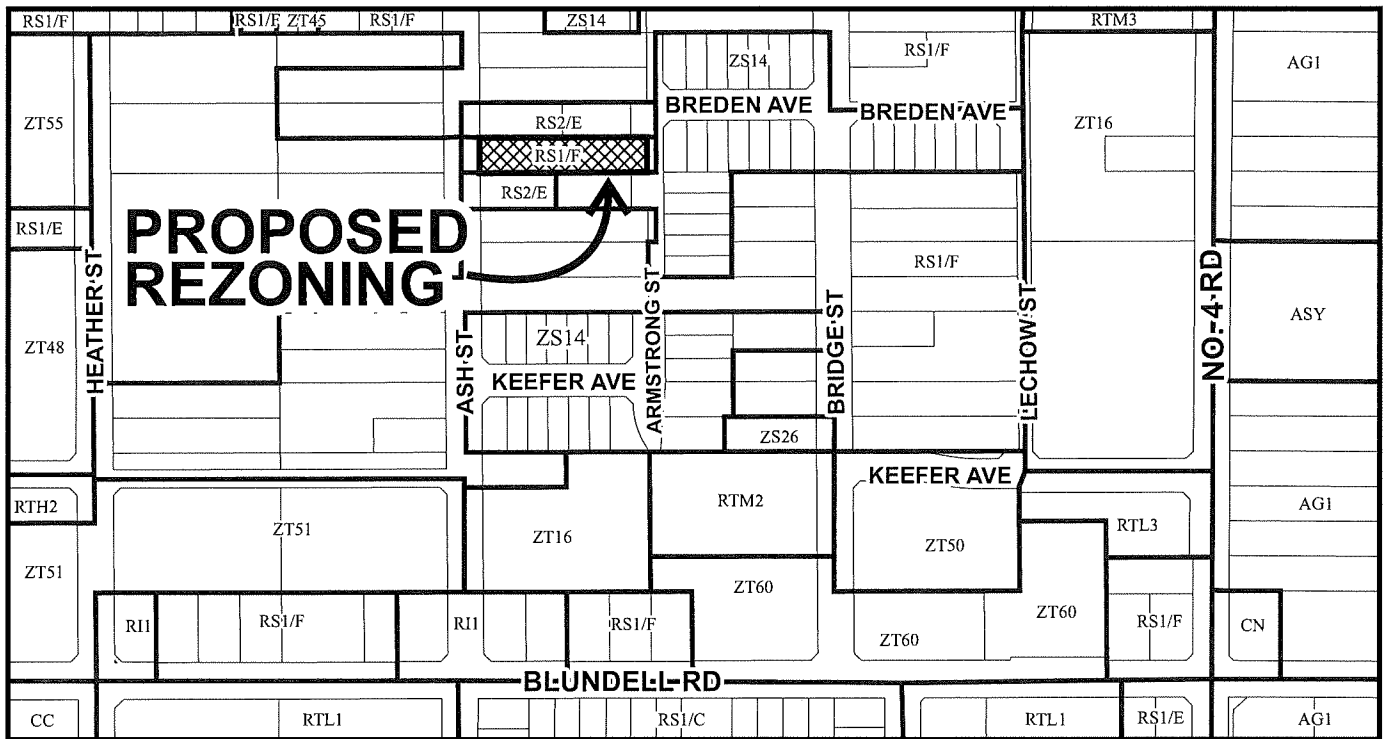 RS1/F
RS1/E
ZT45
RS1/F
ZS14
RTM3
ZS14
RS1/F
AG1
BREDEN AVE
BREDEN AVE
ZT55
RS2/E
ZT16
RS1/F
RS2/E
RS1/E
PROPOSED
REZONING
HEATHER ST
ARMSTRONG ST
RS1/F
LECHOW ST
NO. 4 RD
BRIDGE ST
ASY
ZT48
ASH ST
ZS14
KEEFER AVE
ZS26
KEEFER AVE
RTH2
ZT51
RTM2
RTL3
AG1
ZT16
ZT50
ZT51
ZT60
ZT60
RI1
RS1/F
RI1
RS1/F
ZT60
RS1/F
CN
BLUNDELL RD
CC
RTL1
RS1/C
RTL1
RS1/E
AG1